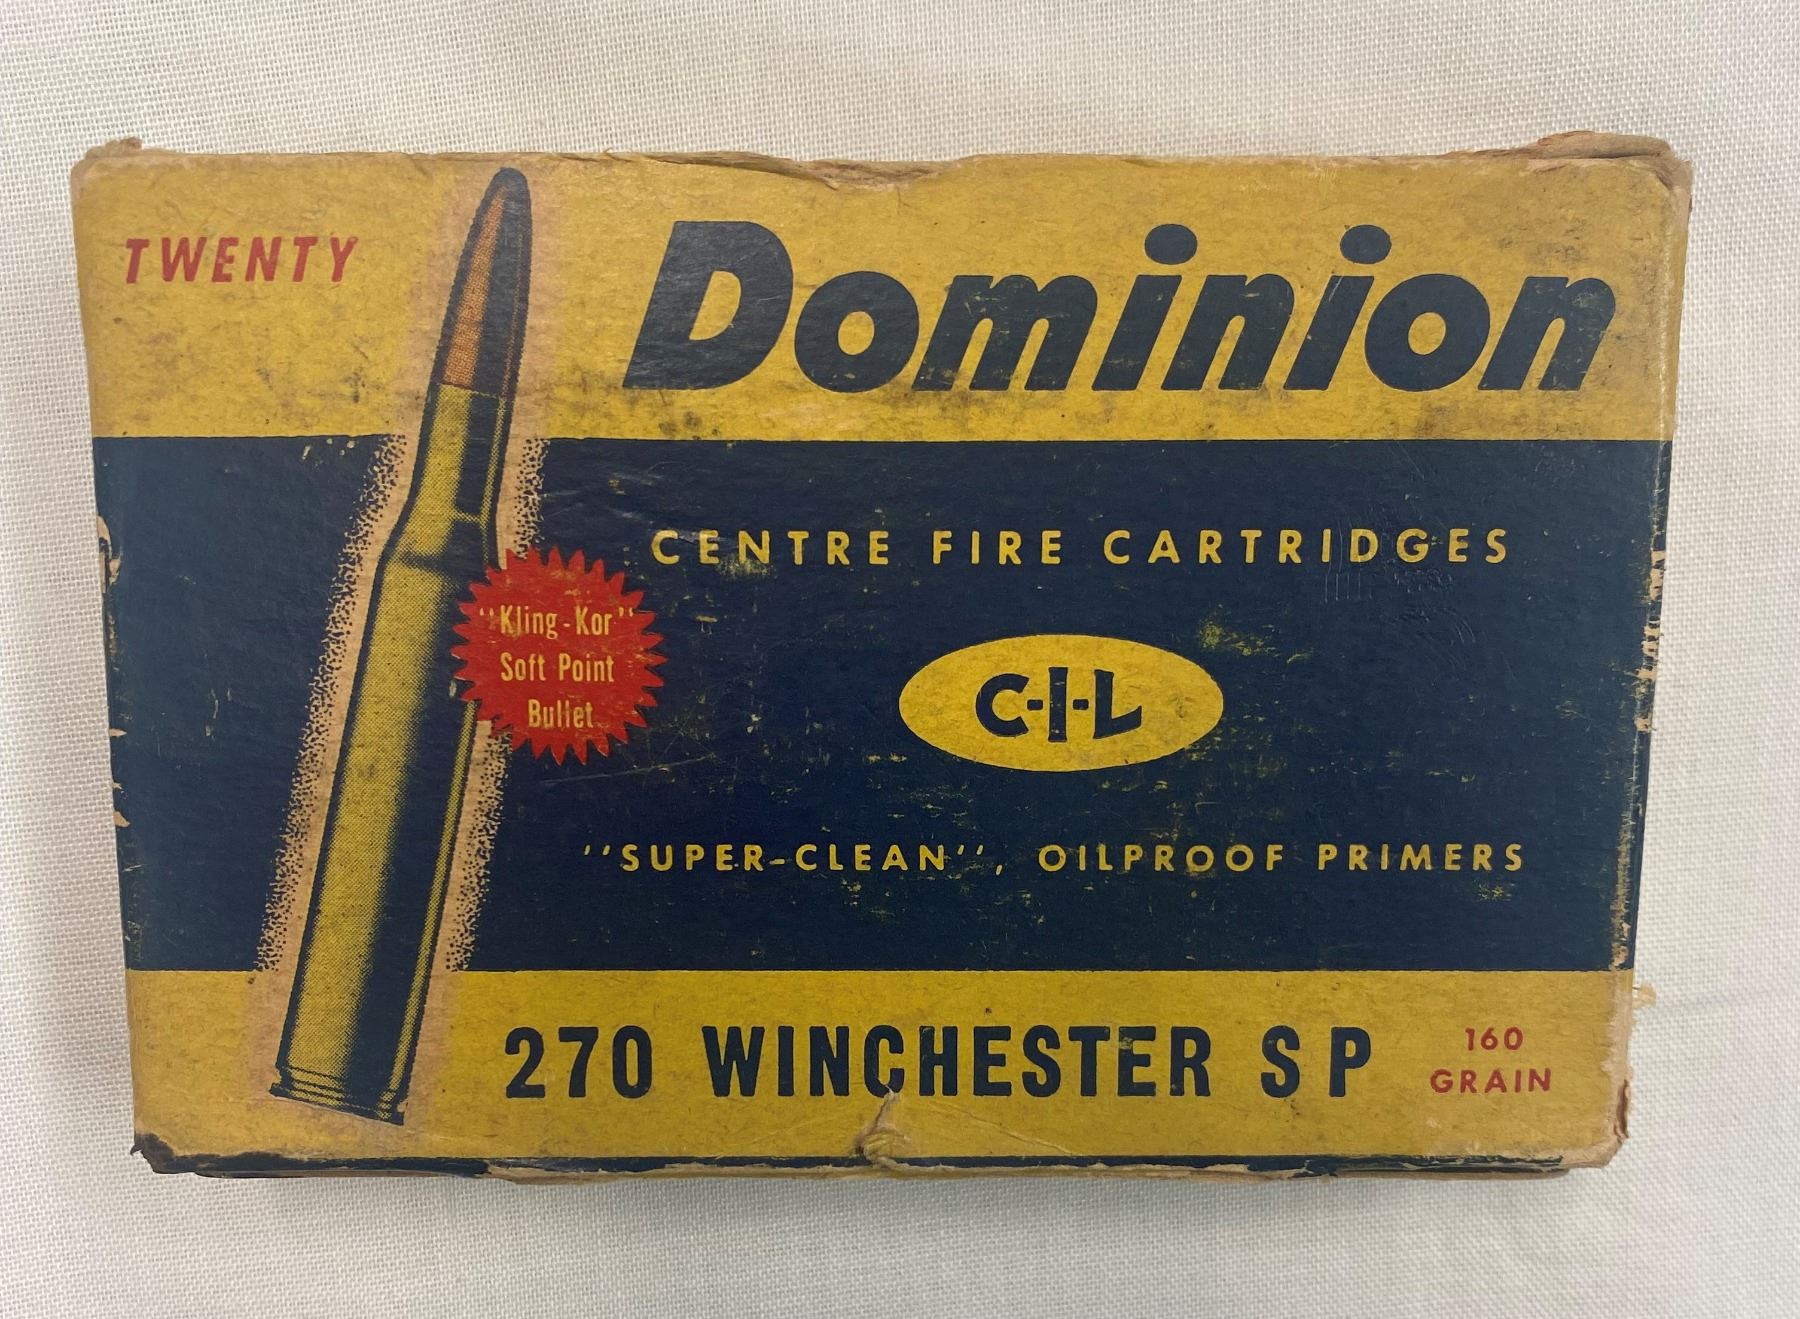 TWENTY
Dominion
CENTRE FIRE CARTRIDGES
"Kling-Kor"
Soft Point
Bullet
C-I-L
"SUPER-CLEAN", OILPROOF PRIMERS
270 WINCHESTER SP
160
GRAIN